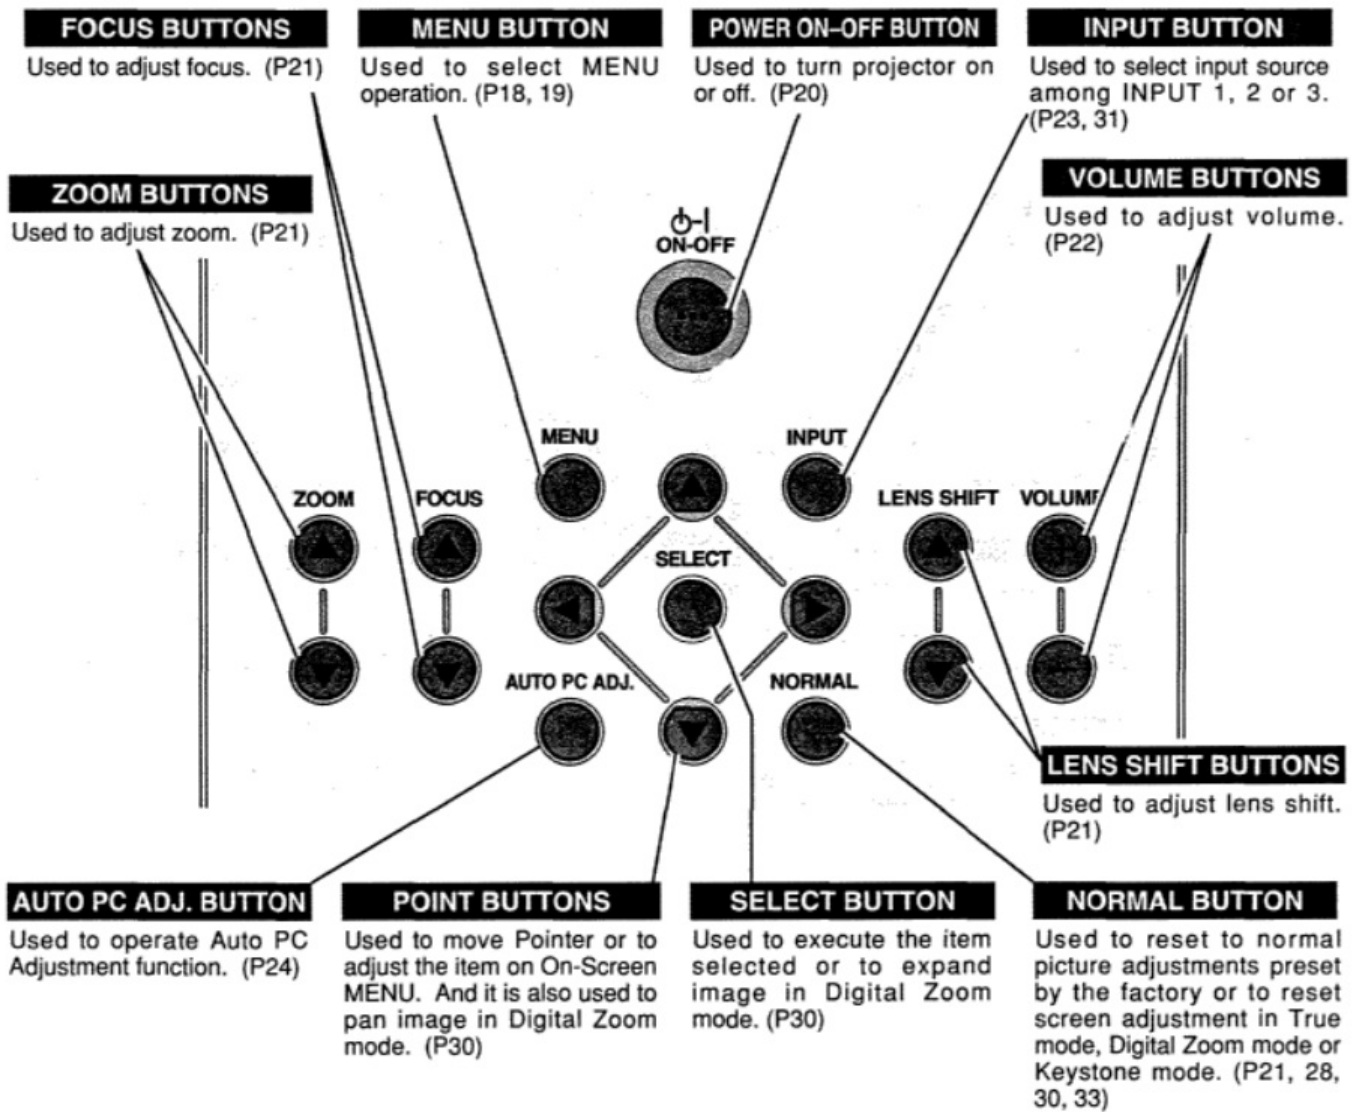 FOCUS BUTTONS
Used to adjust focus. (P21)
MENU BUTTON
Used to select MENU
operation. (P18, 19)
POWER ON–OFF BUTTON
Used to turn projector on
or off. (P20)
INPUT BUTTON
Used to select input source
among INPUT 1, 2 or 3.
(P23, 31)
ZOOM BUTTONS
Used to adjust zoom. (P21)
VOLUME BUTTONS
Used to adjust volume.
(P22)
ON-OFF
MENU
INPUT
ZOOM
FOCUS
LENS SHIFT
VOLUME
SELECT
AUTO PC ADJ.
NORMAL
LENS SHIFT BUTTONS
Used to adjust lens shift.
(P21)
AUTO PC ADJ. BUTTON
Used to operate Auto PC
Adjustment function. (P24)
POINT BUTTONS
Used to move Pointer or to
adjust the item on On-Screen
MENU. And it is also used to
pan image in Digital Zoom
mode. (P30)
SELECT BUTTON
Used to execute the item
selected or to expand
image in Digital Zoom
mode. (P30)
NORMAL BUTTON
Used to reset to normal
picture adjustments preset
by the factory or to reset
screen adjustment in True
mode, Digital Zoom mode or
Keystone mode. (P21, 28,
30, 33)